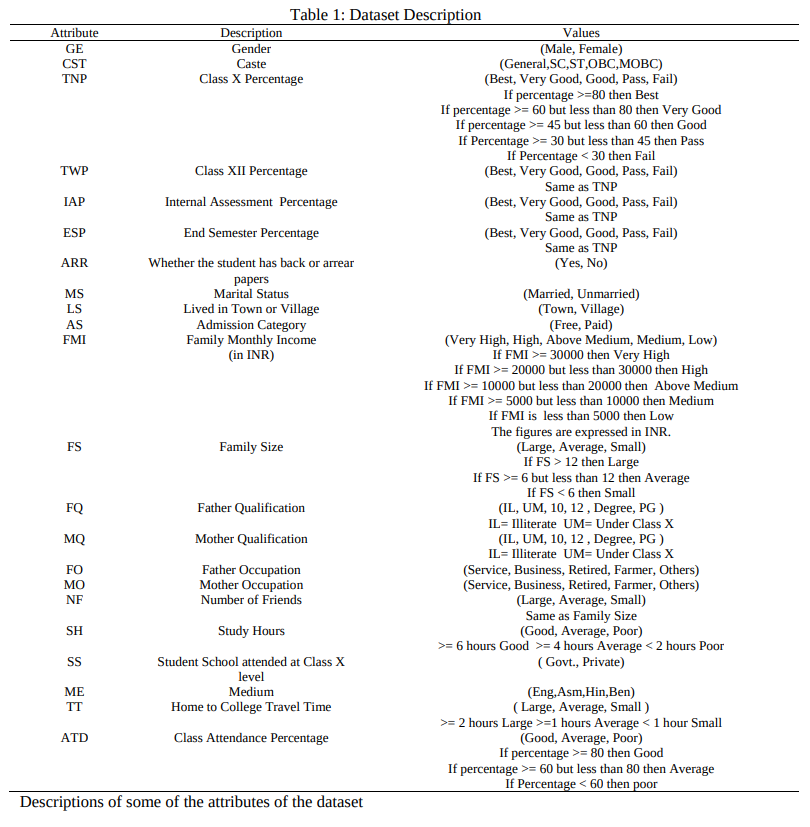 Table 1: Dataset Description
Attribute Description Values
GE Gender (Male, Female)
CST Caste (General,SC,ST,OBC,MOBC)
TNP Class X Percentage (Best, Very Good, Good, Pass, Fail)
If percentage >=80 then Best
If percentage >= 60 but less than 80 then Very Good
If percentage >= 45 but less than 60 then Good
If Percentage >= 30 but less than 45 then Pass
If Percentage < 30 then Fail
TWP Class XII Percentage (Best, Very Good, Good, Pass, Fail)
Same as TNP
IAP Internal Assessment Percentage (Best, Very Good, Good, Pass, Fail)
Same as TNP
ESP End Semester Percentage (Best, Very Good, Good, Pass, Fail)
Same as TNP
ARR Whether the student has back or arrear (Yes, No)
papers
MS Marital Status (Married, Unmarried)
LS Lived in Town or Village (Town, Village)
AS Admission Category (Free, Paid)
FMI Family Monthly Income (Very High, High, Above Medium, Medium, Low)
(in INR) If FMI >= 30000 then Very High
If FMI >= 20000 but less than 30000 then High
If FMI >= 10000 but less than 20000 then Above Medium
If FMI >= 5000 but less than 10000 then Medium
If FMI is less than 5000 then Low
The figures are expressed in INR.
FS Family Size (Large, Average, Small)
If FS > 12 then Large
If FS >= 6 but less than 12 then Average
If FS < 6 then Small
FQ Father Qualification (IL, UM, 10, 12 , Degree, PG )
IL= Illiterate UM= Under Class X
MQ Mother Qualification (IL, UM, 10, 12 , Degree, PG )
IL= Illiterate UM= Under Class X
FO Father Occupation (Service, Business, Retired, Farmer, Others)
MO Mother Occupation (Service, Business, Retired, Farmer, Others)
NF Number of Friends (Large, Average, Small)
Same as Family Size
SH Study Hours (Good, Average, Poor)
>= 6 hours Good >= 4 hours Average < 2 hours Poor
SS Student School attended at Class X ( Govt., Private)
level
ME Medium (Eng,Asm,Hin,Ben)
TT Home to College Travel Time ( Large, Average, Small )
>= 2 hours Large >=1 hours Average < 1 hour Small
ATD Class Attendance Percentage (Good, Average, Poor)
If percentage >= 80 then Good
If percentage >= 60 but less than 80 then Average
If Percentage < 60 then poor
Descriptions of some of the attributes of the dataset